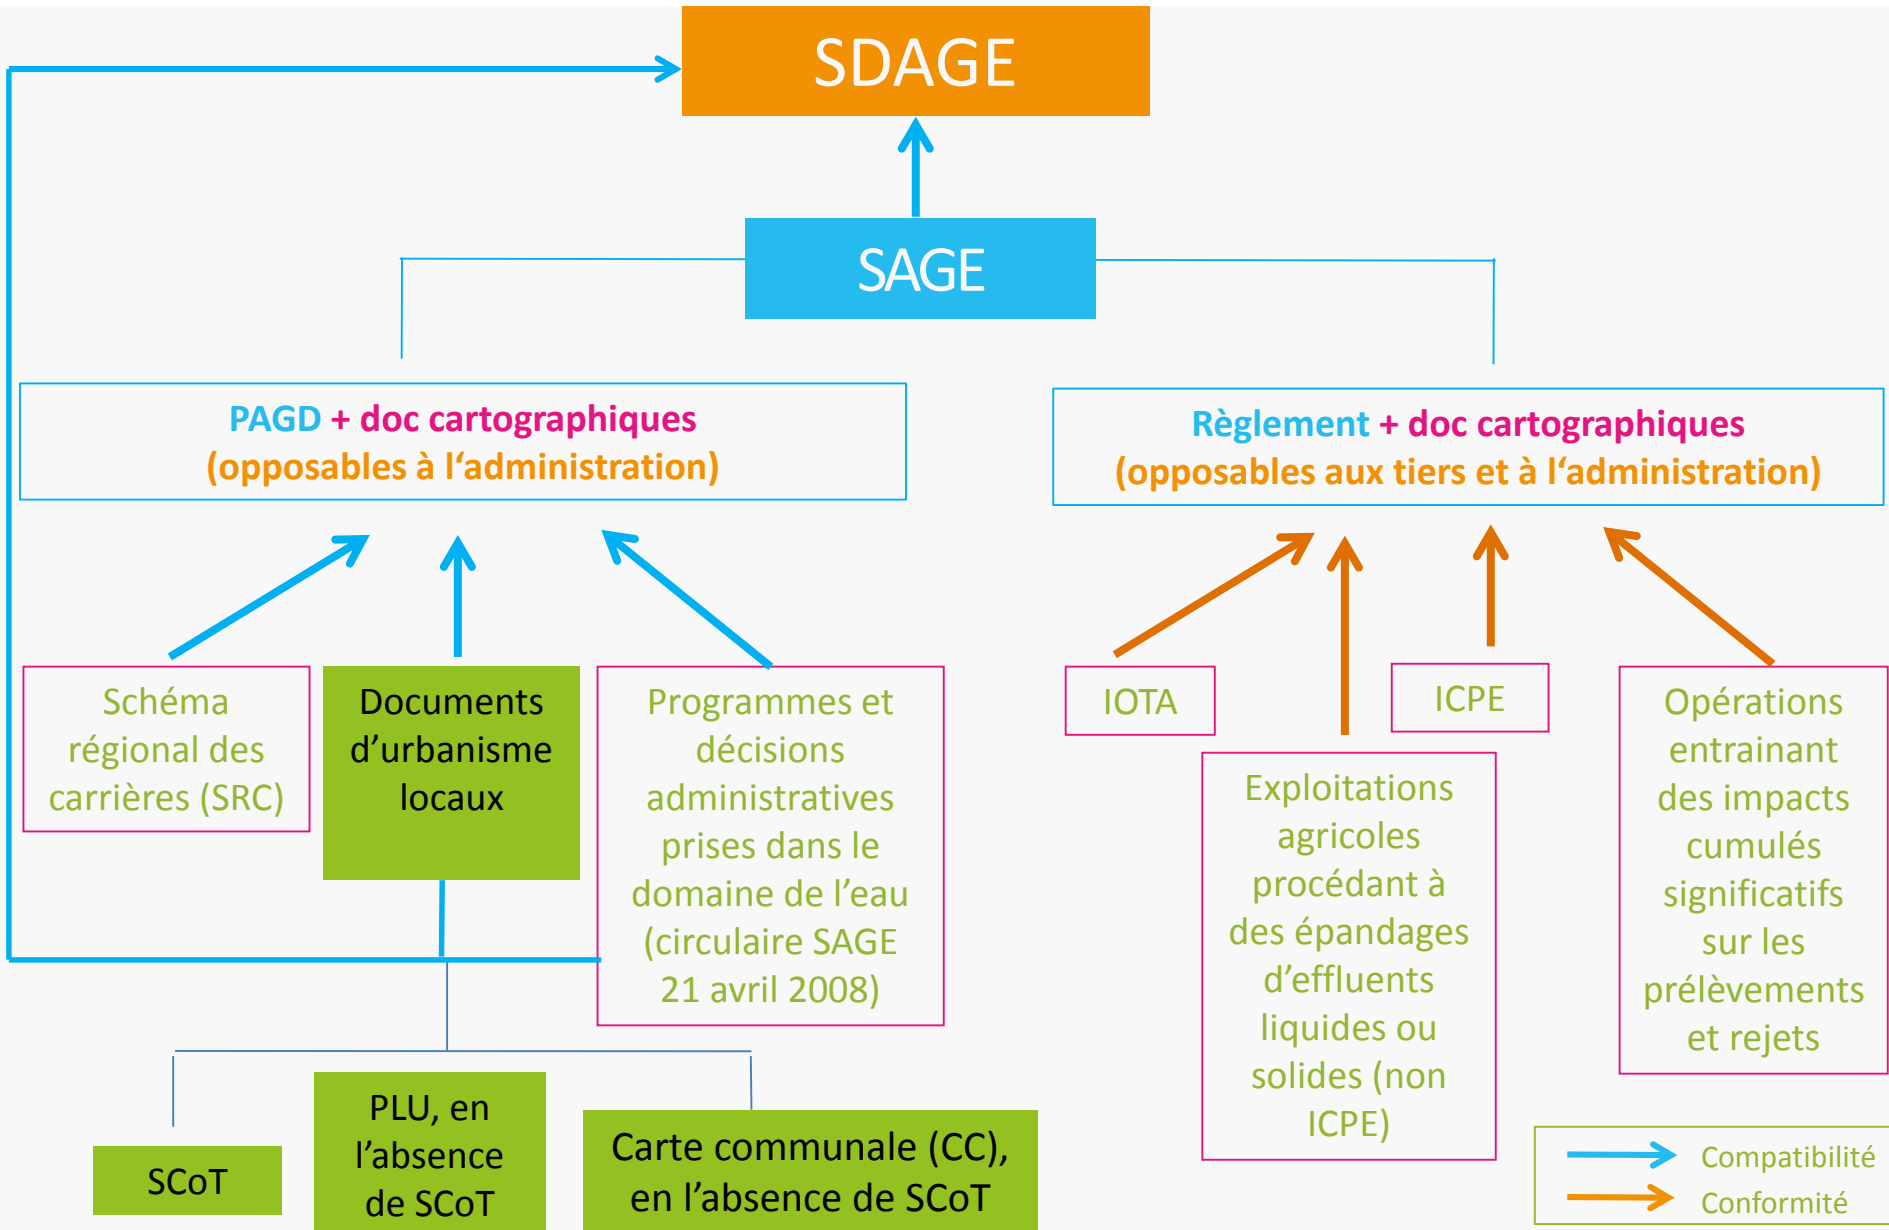 SDAGE
SAGE
PAGD + doc cartographiques
(opposables à l‘administration)
Règlement + doc cartographiques
(opposables aux tiers et à l‘administration)
Schéma
régional des
carrières (SRC)
Documents
d’urbanisme
locaux
Programmes et
décisions
administratives
prises dans le
domaine de l’eau
(circulaire SAGE
21 avril 2008)
IOTA
Exploitations
agricoles
procédant à
des épandages
d’effluents
liquides ou
solides (non
ICPE)
ICPE
Opérations
entrainant
des impacts
cumulés
significatifs
sur les
prélèvements
et rejets
SCoT
PLU, en
l’absence
de SCoT
Carte communale (CC),
en l’absence de SCoT
Compatibilité
Conformité